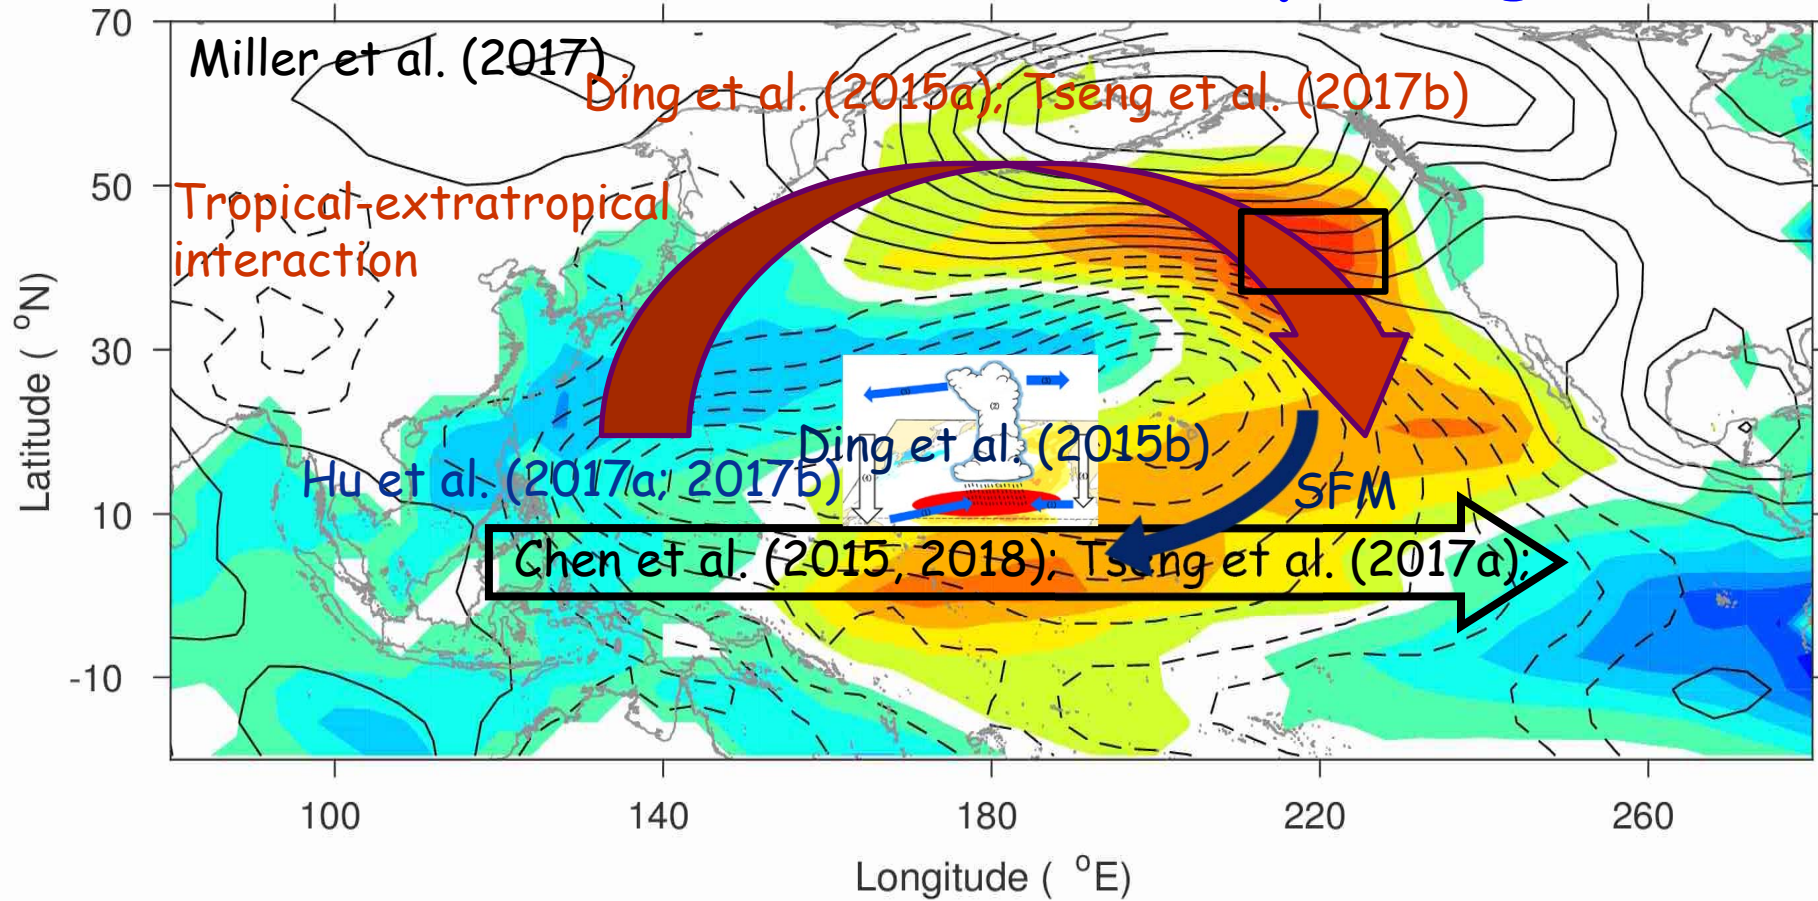 70
50
30
10
-10
Latitude ( °N)
Miller et al. (2017)
Ding et al. (2015a); Tseng et al. (2017b)
Tropical-extratropical
interaction
Ding et al. (2015b)
Hu et al. (2017a; 2017b)
SFM
Chen et al. (2015, 2018); Tseng et al. (2017a);
100 140 180 220 260
Longitude ( °E)